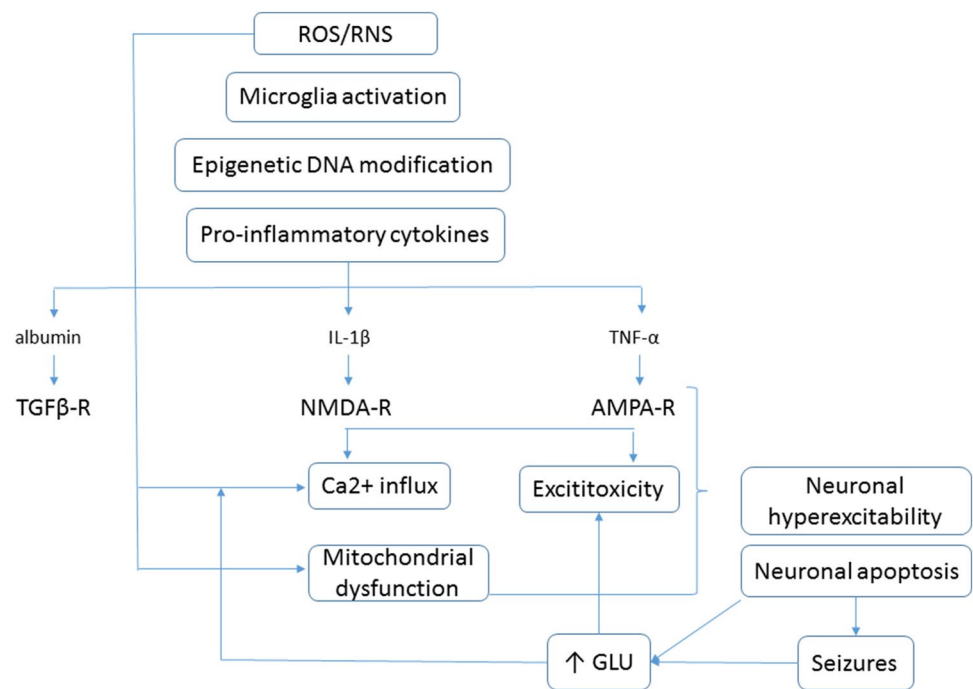 ROS/RNS
Microglia activation
Epigenetic DNA modification
Pro-inflammatory cytokines
albumin
IL-1β
TNF-α
TGFβ-R
NMDA-R
AMPA-R
Ca2+ influx
Excititoxicity
Neuronal
hyperexcitability
Mitochondrial
dysfunction
Neuronal apoptosis
↑ GLU
Seizures